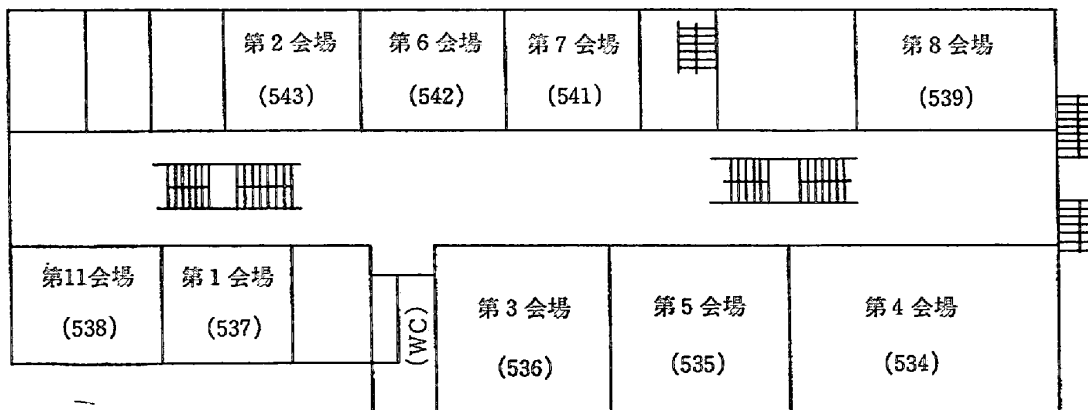 第2会場
(543)
第6会場
(542)
第7会場
(541)
第8会場
(539)
第11会場
(538)
第1会場
(537)
(WC)
第3会場
(536)
第5会場
(535)
第4会場
(534)